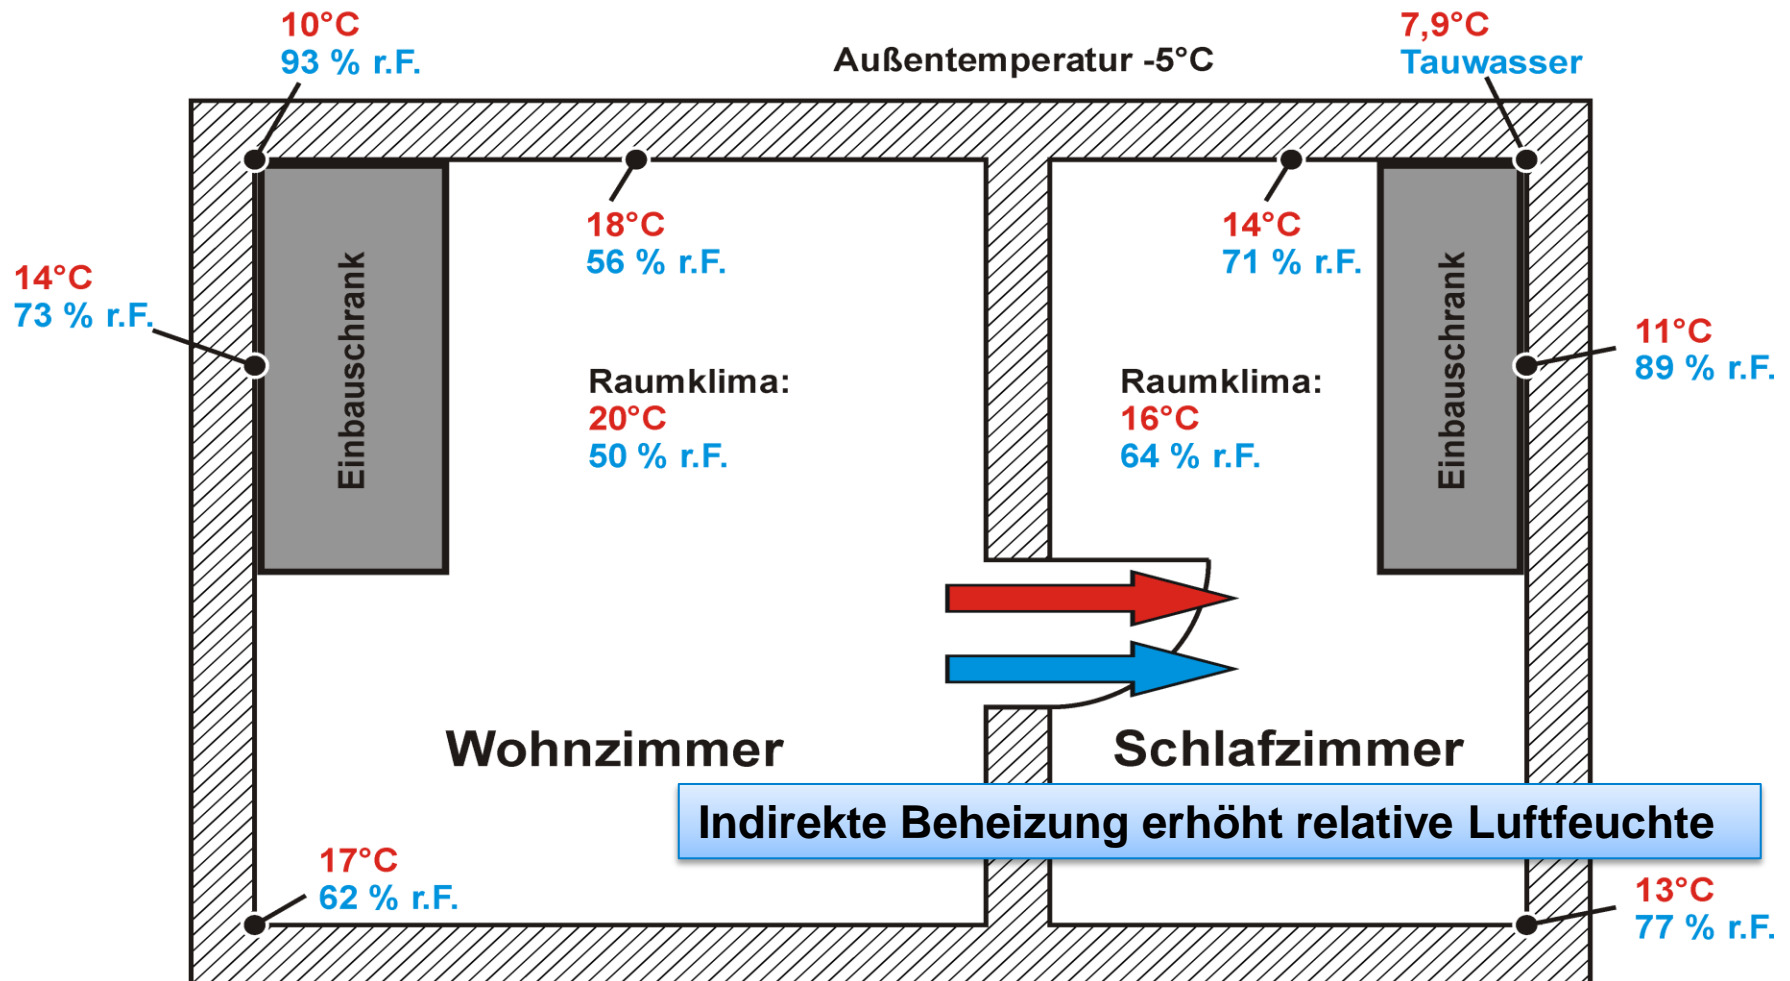 10°C
93 % r.F.
Außentemperatur -5°C
7,9°C
Tauwasser
18°C
56 % r.F.
14°C
71 % r.F.
14°C
73 % r.F.
Einbauschrank
Raumklima:
20°C
50 % r.F.
Raumklima:
16°C
64 % r.F.
Einbauschrank
11°C
89 % r.F.
Wohnzimmer
Schlafzimmer
Indirekte Beheizung erhöht relative Luftfeuchte
17°C
62 % r.F.
13°C
77 % r.F.